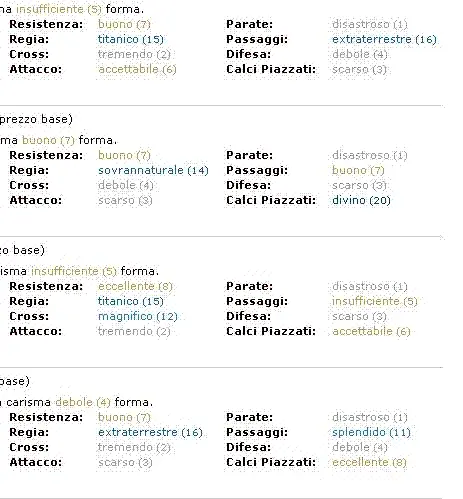 insufficiente (5) forma.
Resistenza: buono (7) Parate: disastroso (1)
Regia: titanico (15) Passaggi: extraterrestre (16)
Cross: tremendo (2) Difesa: debole (4)
Attacco: accettabile (6) Calci Piazzati: scarso (3)
prezzo base)
buono (7) forma.
Resistenza: buono (7) Parate: disastroso (1)
Regia: sovrannaturale (14) Passaggi: buono (7)
Cross: debole (4) Difesa: scarso (3)
Attacco: scarso (3) Calci Piazzati: divino (20)
base)
insufficiente (5) forma.
Resistenza: eccellente (8) Parate: disastroso (1)
Regia: titanico (15) Passaggi: insufficiente (5)
Cross: magnifico (12) Difesa: scarso (3)
Attacco: tremendo (2) Calci Piazzati: accettabile (6)
base)
carisma debole (4) forma.
Resistenza: buono (7) Parate: disastroso (1)
Regia: extraterrestre (16) Passaggi: splendido (11)
Cross: tremendo (2) Difesa: debole (4)
Attacco: scarso (3) Calci Piazzati: eccellente (8)